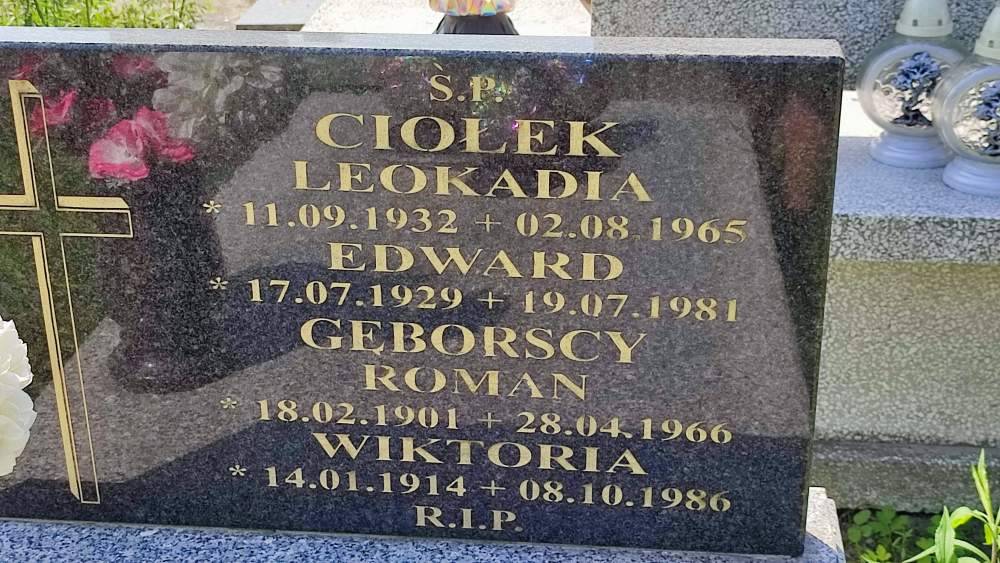 Ś.P.
CIOŁEK
LEOKADIA
* 11.09.1932 + 02.08.1965
EDWARD
* 17.07.1929 + 19.07.1981
GĘBORSCY
ROMAN
* 18.02.1901 + 28.04.1966
WIKTORIA
* 14.01.1914 + 08.10.1986
R.I.P.